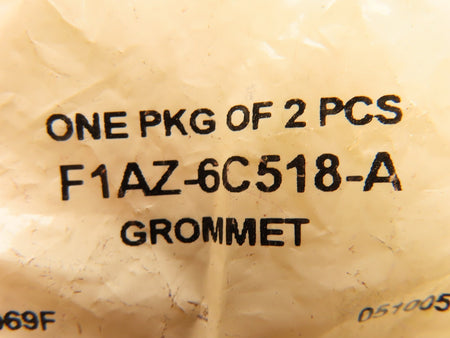 ONE PKG OF 2 PCS
F1AZ-6C518-A
GROMMET
069F 051005